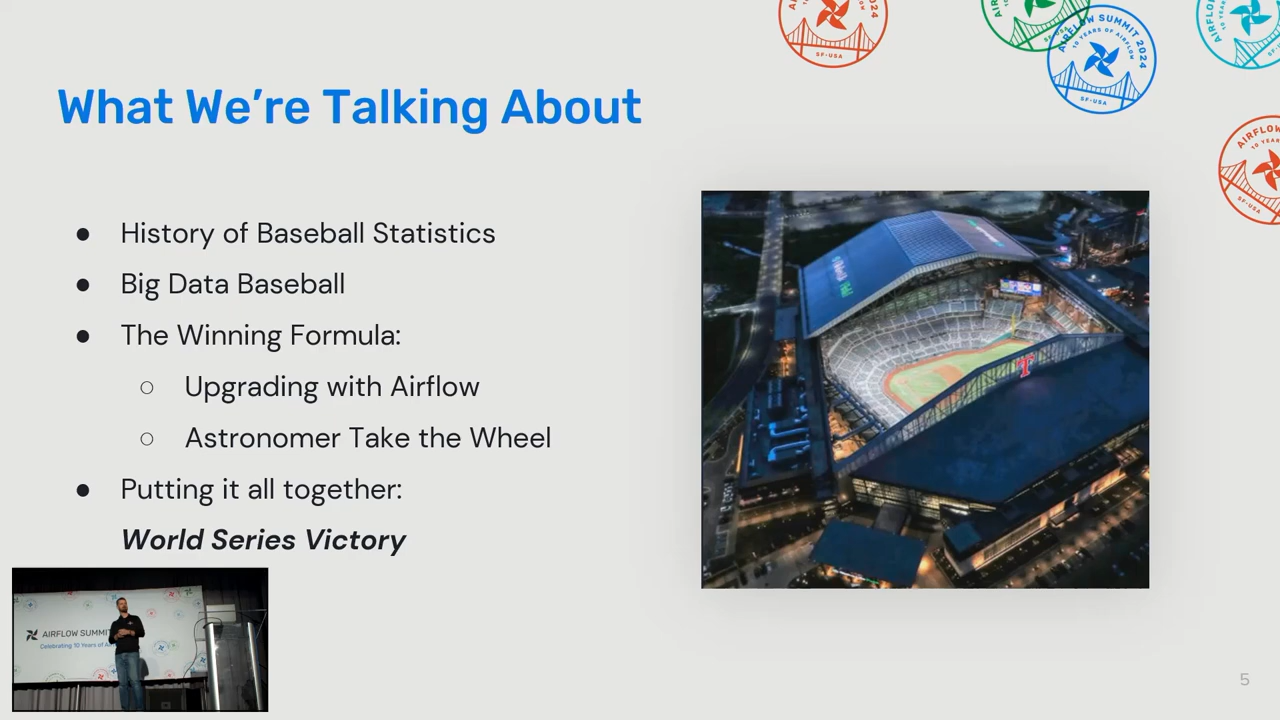 What We're Talking About
● History of Baseball Statistics
● Big Data Baseball
● The Winning Formula:
○ Upgrading with Airflow
○ Astronomer Take the Wheel
● Putting it all together:
World Series Victory
AIRFLOW SUMMIT 2024
10 YEARS OF AIRFLOW
SF-USA
AIRFLOW SUMMIT
Celebrating 10 Years of
T
5